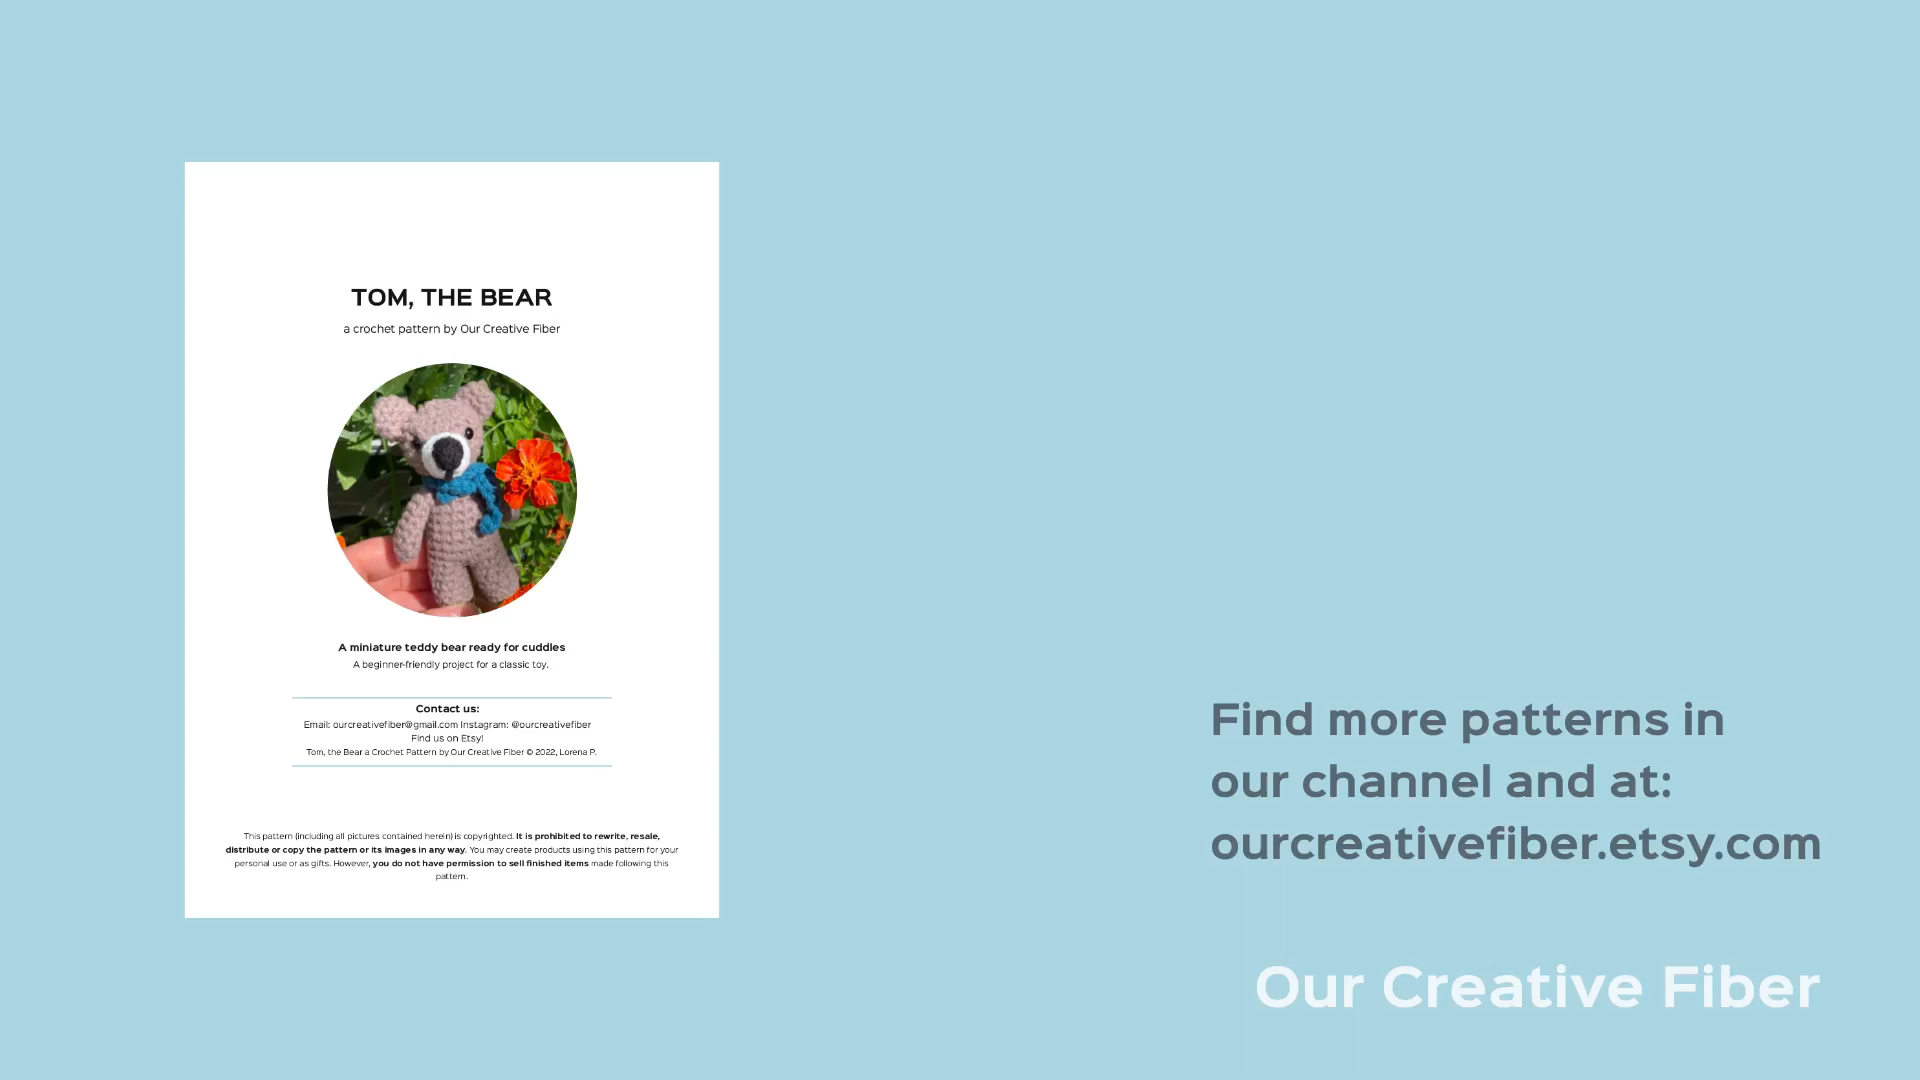 TOM, THE BEAR
a crochet pattern by Our Creative Fiber
A miniature teddy bear ready for cuddles
A beginner-friendly project for a classic toy.
Contact us:
Email: ourcreativefiber@gmail.com Instagram: @ourcreativefiber
Find us on Etsy!
Tom, the Bear a Crochet Pattern by Our Creative Fiber © 2022, Lorena P.
This pattern (including all pictures contained herein) is copyrighted. It is prohibited to rewrite, resale,
distribute or copy the pattern or its images in any way. You may create products using this pattern for your
personal use or as gifts. However, you do not have permission to sell finished items made following this
pattern.
Find more patterns in
our channel and at:
ourcreativefiber.etsy.com
Our Creative Fiber